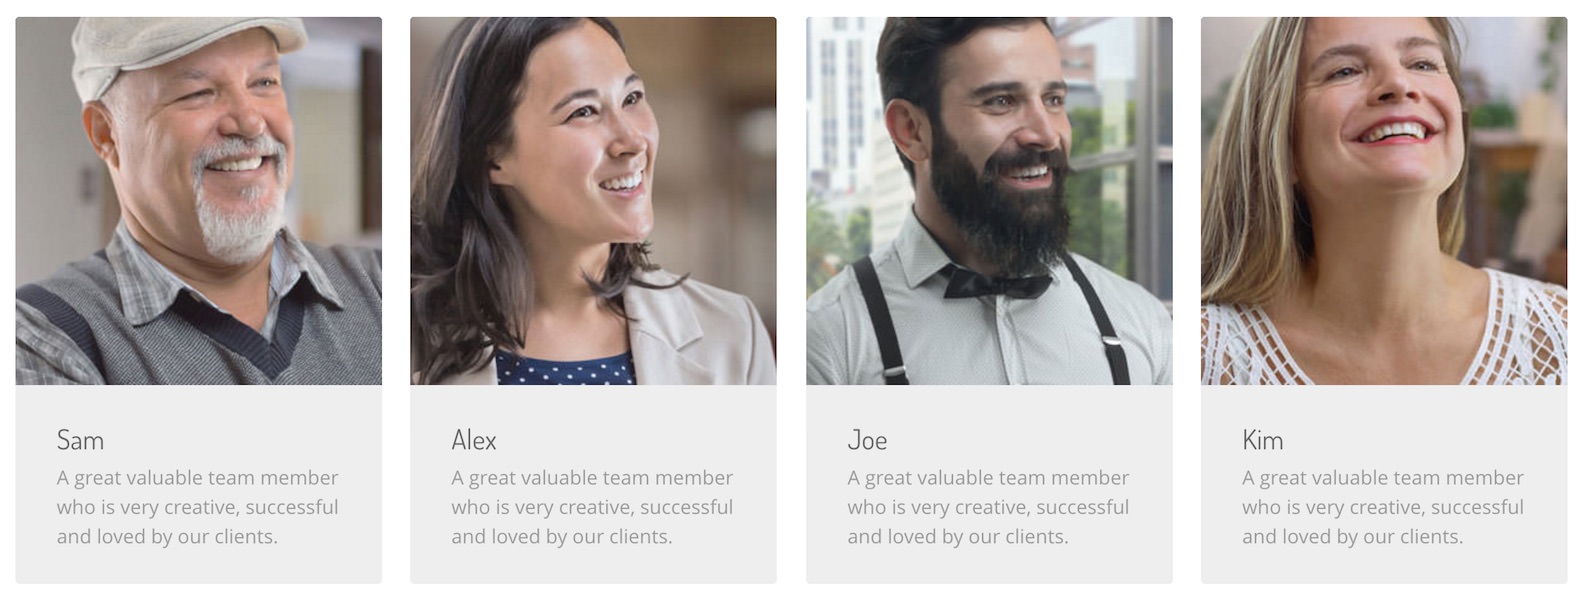 Sam
A great valuable team member
who is very creative, successful
and loved by our clients.
Alex
A great valuable team member
who is very creative, successful
and loved by our clients.
Joe
A great valuable team member
who is very creative, successful
and loved by our clients.
Kim
A great valuable team member
who is very creative, successful
and loved by our clients.